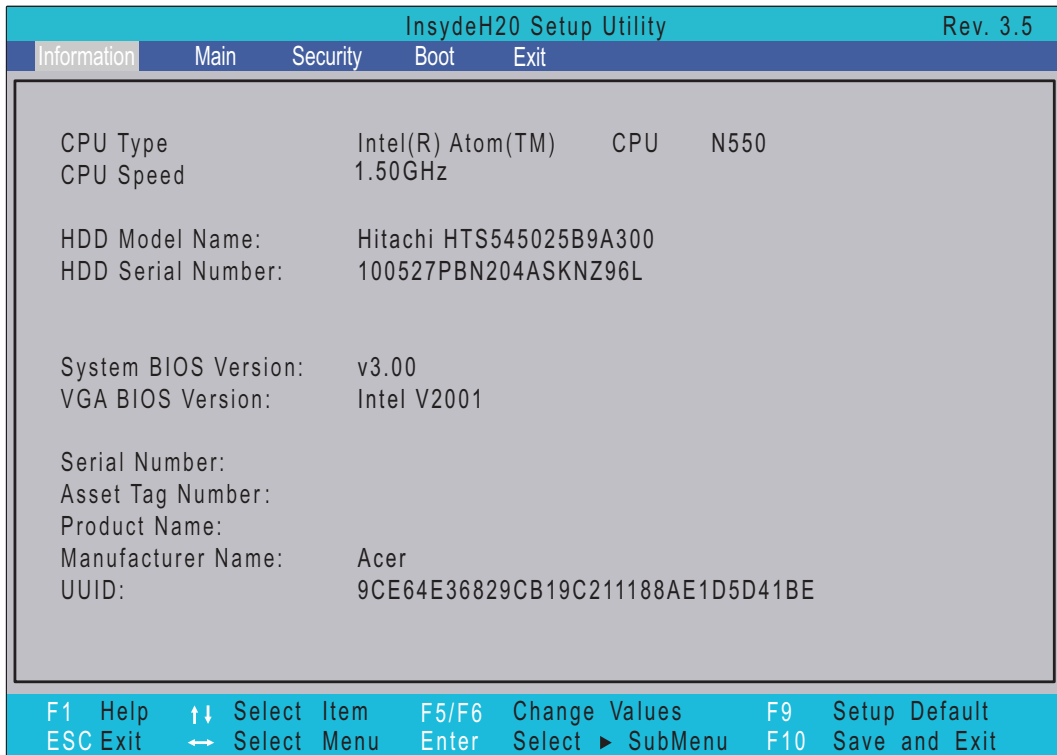 InsydeH20 Setup Utility Rev. 3.5
Information Main Security Boot Exit
CPU Type Intel(R) Atom(TM) CPU N550
CPU Speed 1.50GHz
HDD Model Name: Hitachi HTS545025B9A300
HDD Serial Number: 100527PBN204ASKNZ96L
System BIOS Version: v3.00
VGA BIOS Version: Intel V2001
Serial Number:
Asset Tag Number:
Product Name:
Manufacturer Name: Acer
UUID: 9CE64E36829CB19C211188AE1D5D41BE
F1 Help ↑↓ Select Item F5/F6 Change Values F9 Setup Default
ESC Exit ↔ Select Menu Enter Select ► SubMenu F10 Save and Exit